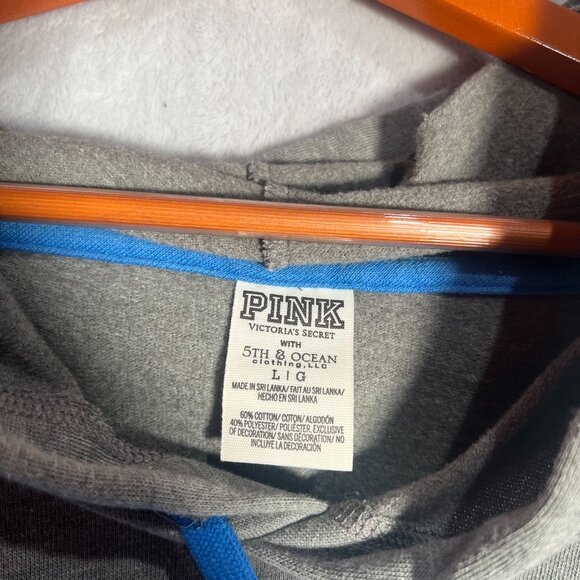 PINK
VICTORIA'S SECRET
WITH
5TH & OCEAN
clothing, LLC
L | G
MADE IN SRI LANKA/ FAIT AU SRI LANKA/
HECHO EN SRI LANKA
60% COTTON/ COTON/ ALGODÓN
40% POLYESTER/ POLIÉSTER. EXCLUSIVE
OF DECORATION/ SANS DÉCORATION/ NO
INCLUYE LA DECORACIÓN